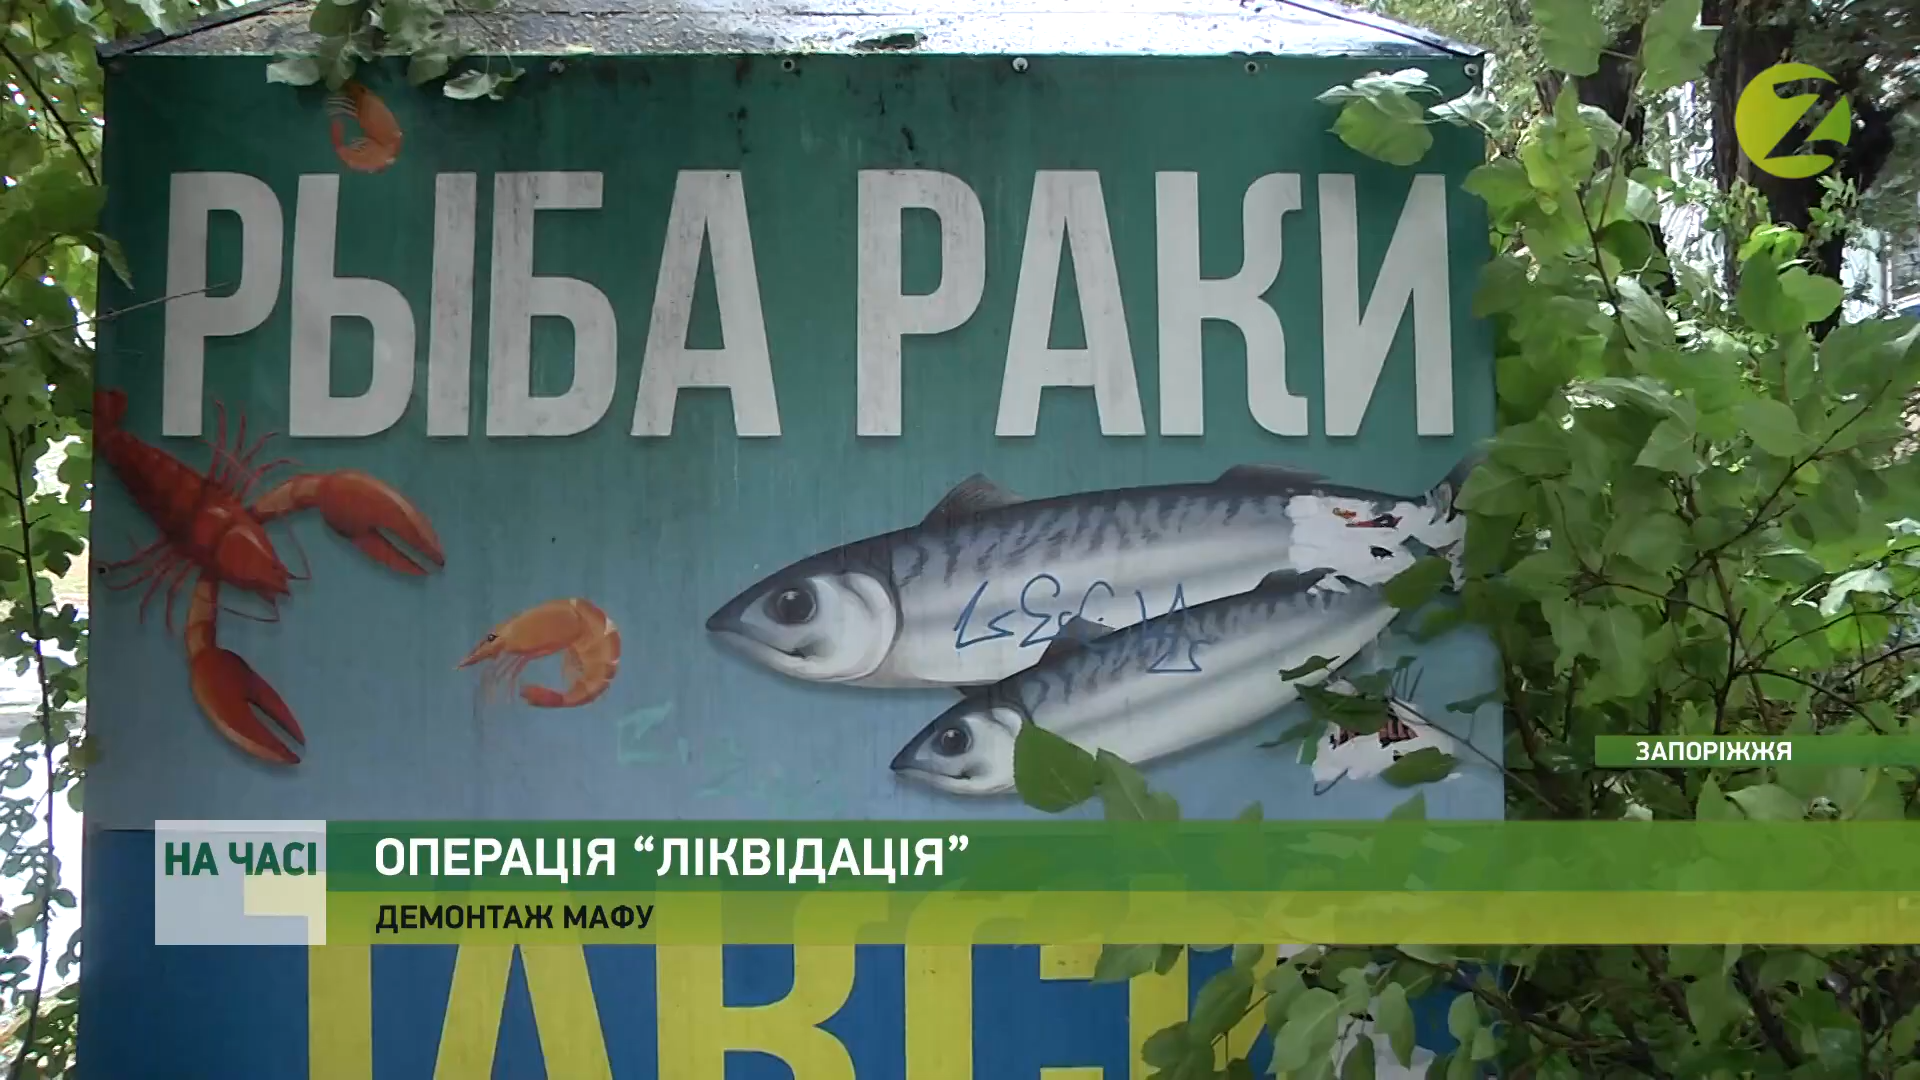 РЫБА РАКИ
ЗАПОРІЖЖЯ
НА ЧАСІ
ОПЕРАЦІЯ “ЛІКВІДАЦІЯ”
ДЕМОНТАЖ МАФУ